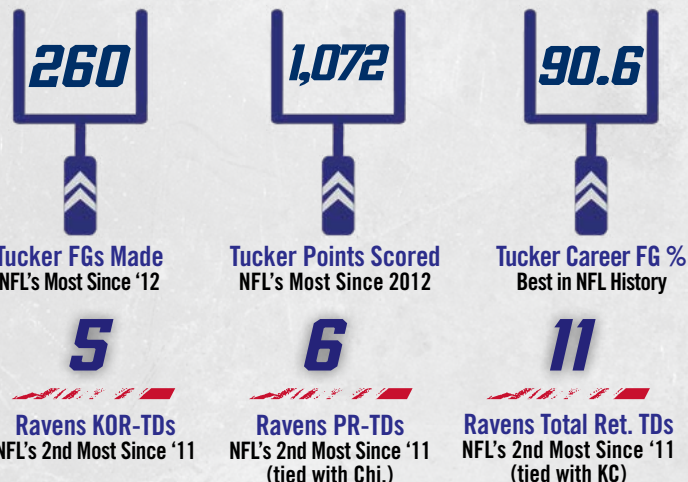 260
1,072
90.6
Tucker FGs Made
NFL's Most Since '12
Tucker Points Scored
NFL's Most Since 2012
Tucker Career FG %
Best in NFL History
5
6
11
Ravens KOR-TDs
NFL's 2nd Most Since ‘11
Ravens PR-TDs
NFL's 2nd Most Since ‘11
(tied with Chi.)
Ravens Total Ret. TDs
NFL's 2nd Most Since ‘11
(tied with KC)